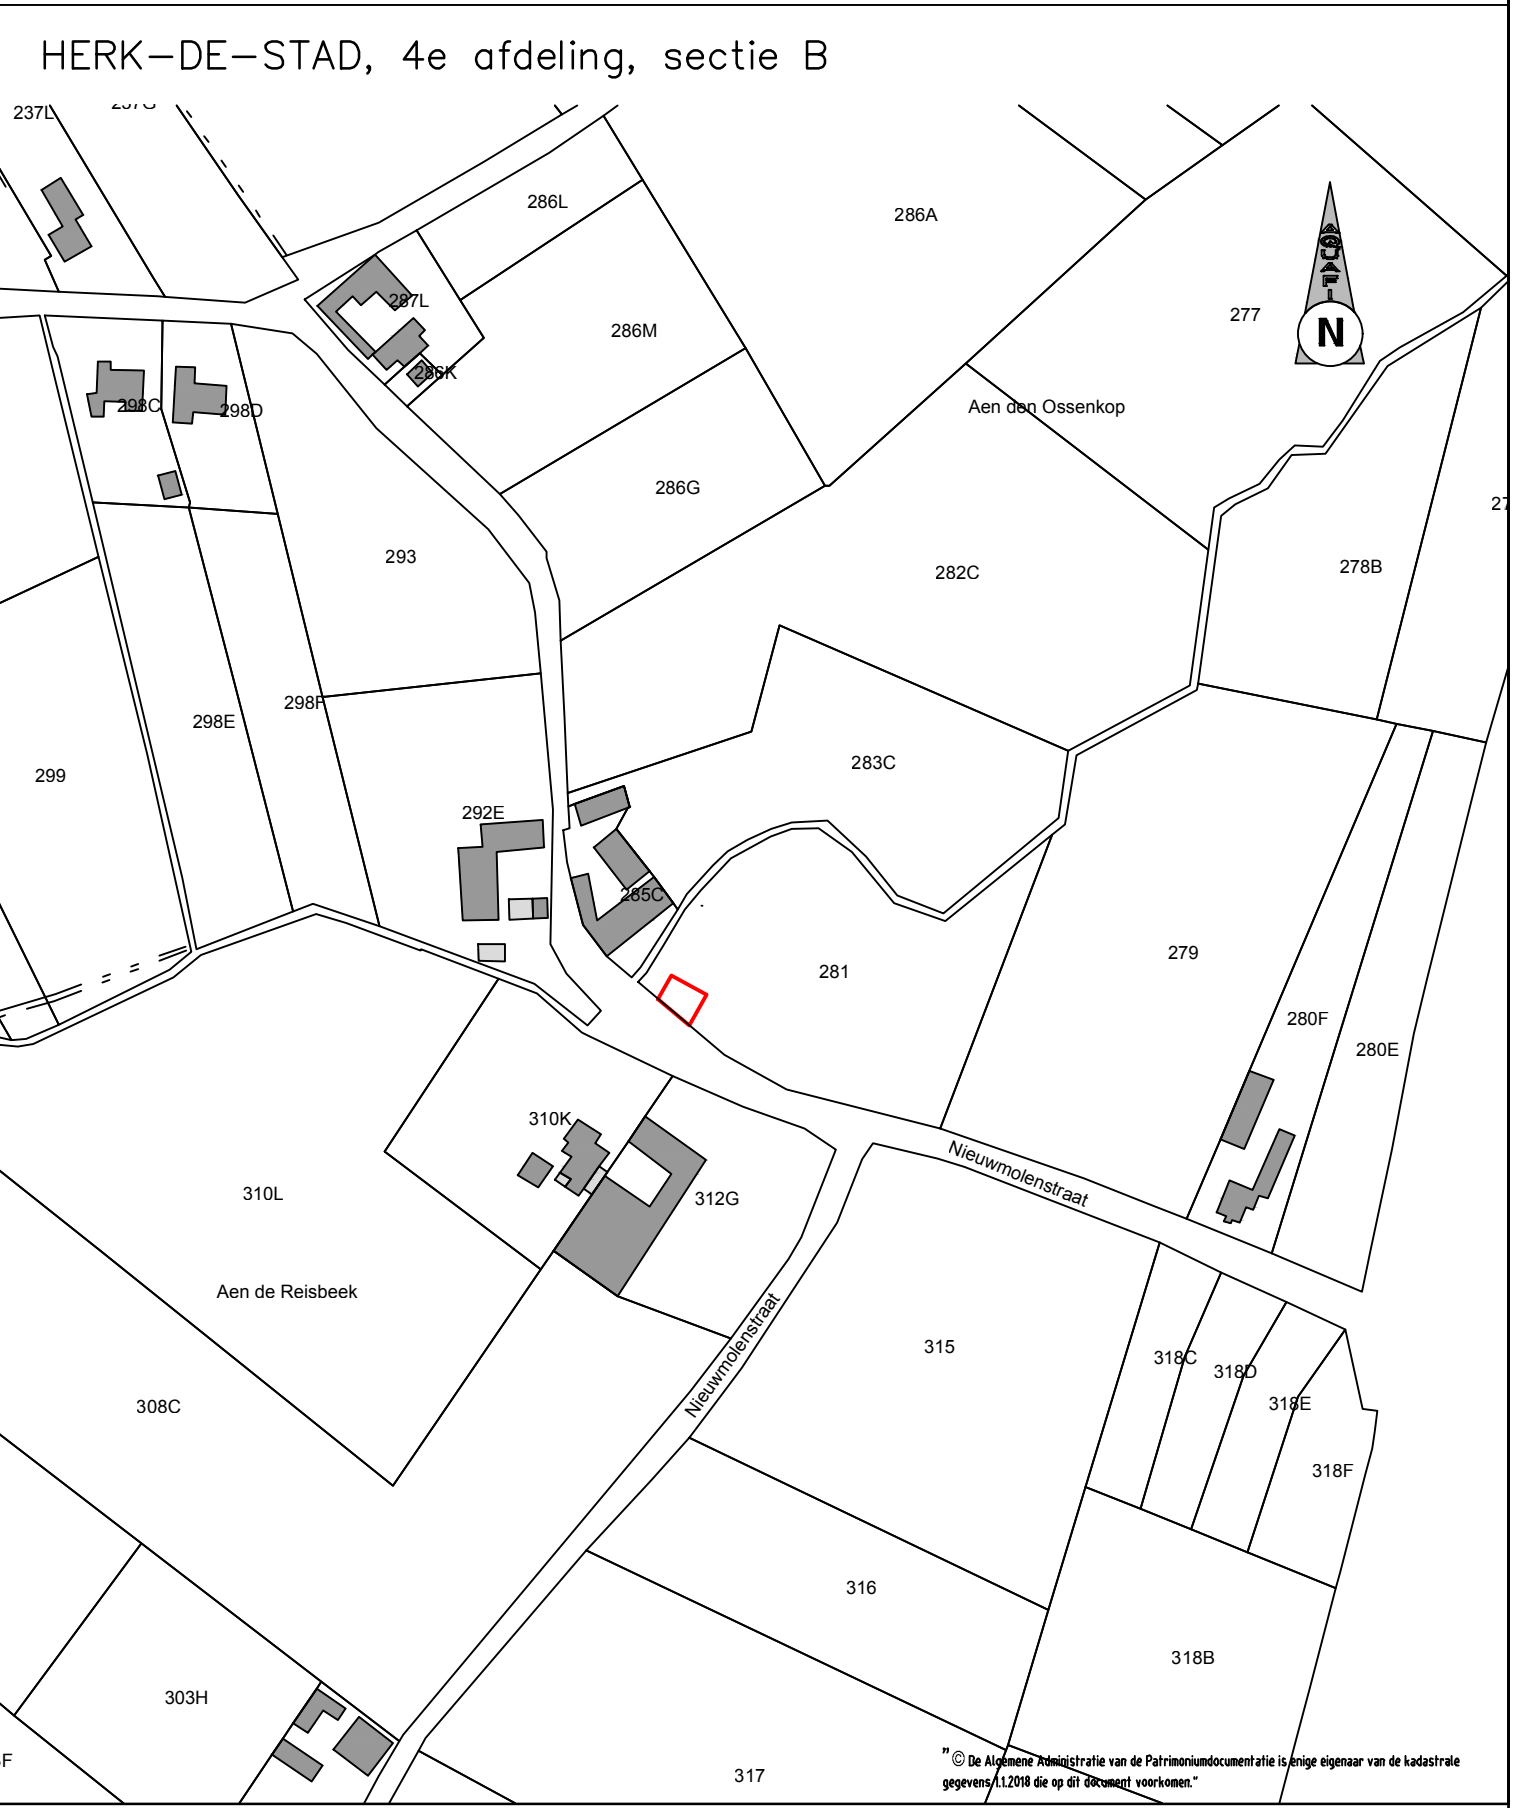 HERK-DE-STAD, 4e afdeling, sectie B
237L
237G
286L
286A
287L
277
286M
AGJAFI
N
286K
298C
298D
Aen den Ossenkop
286G
27
293
282C
278B
298F
298E
283C
299
292E
285C
279
281
280F
280E
310K
Nieuwmolenstraat
310L
312G
Aen de Reisbeek
Nieuwmolenstraat
315
318C
318D
308C
318E
318F
316
318B
303H
F
317
" © De Algemene Administratie van de Patrimoniumdocumentatie is enige eigenaar van de kadastrale
gegevens 1.1.2018 die op dit document voorkomen."